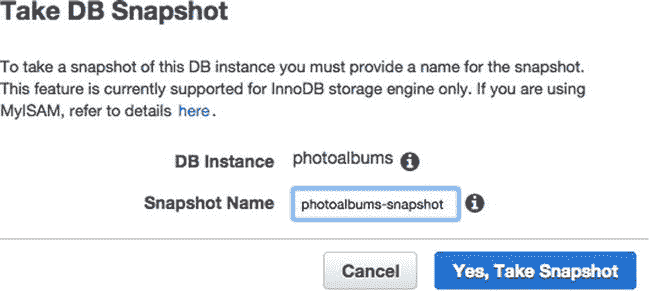 Take DB Snapshot
To take a snapshot of this DB instance you must provide a name for the snapshot.
This feature is currently supported for InnoDB storage engine only. If you are using
MyISAM, refer to details here.
DB Instance photoalbums
Snapshot Name photoalbums-snapshot
Cancel Yes, Take Snapshot